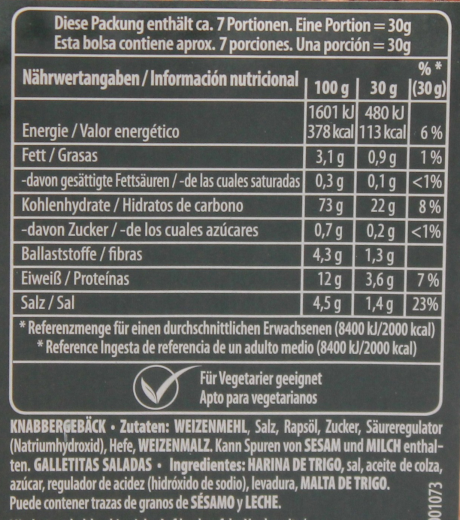 Diese Packung enthält ca. 7 Portionen. Eine Portion = 30g
Esta bolsa contiene aprox. 7 porciones. Una porción = 30g
Nährwertangaben / Información nutricional 100 g 30 g %* (30 g)
Energie / Valor energético 1601 kJ 378 kcal 480 kJ 113 kcal 6 %
Fett / Grasas 3,1 g 0,9 g 1 %
-davon gesättigte Fettsäuren / -de las cuales saturadas 0,3 g 0,1 g <1%
Kohlenhydrate / Hidratos de carbono 73 g 22 g 8 %
-davon Zucker / -de los cuales azúcares 0,7 g 0,2 g <1%
Ballaststoffe / fibras 4,3 g 1,3 g
Eiweiß / Proteínas 12 g 3,6 g 7 %
Salz / Sal 4,5 g 1,4 g 23%
* Referenzmenge für einen durchschnittlichen Erwachsenen (8400 kJ/2000 kcal)
* Reference Ingesta de referencia de un adulto medio (8400 kJ/2000 kcal)
Für Vegetarier geeignet
Apto para vegetarianos
KNABBERGEBÄCK • Zutaten: WEIZENMEHL, Salz, Rapsöl, Zucker, Säureregulator
(Natriumhydroxid), Hefe, WEIZENMALZ. Kann Spuren von SESAM und MILCH enthal-
ten. GALLETITAS SALADAS • Ingredientes: HARINA DE TRIGO, sal, aceite de colza,
azúcar, regulador de acidez (hidróxido de sodio), levadura, MALTA DE TRIGO.
Puede contener trazas de granos de SÉSAMO y LECHE.
01073